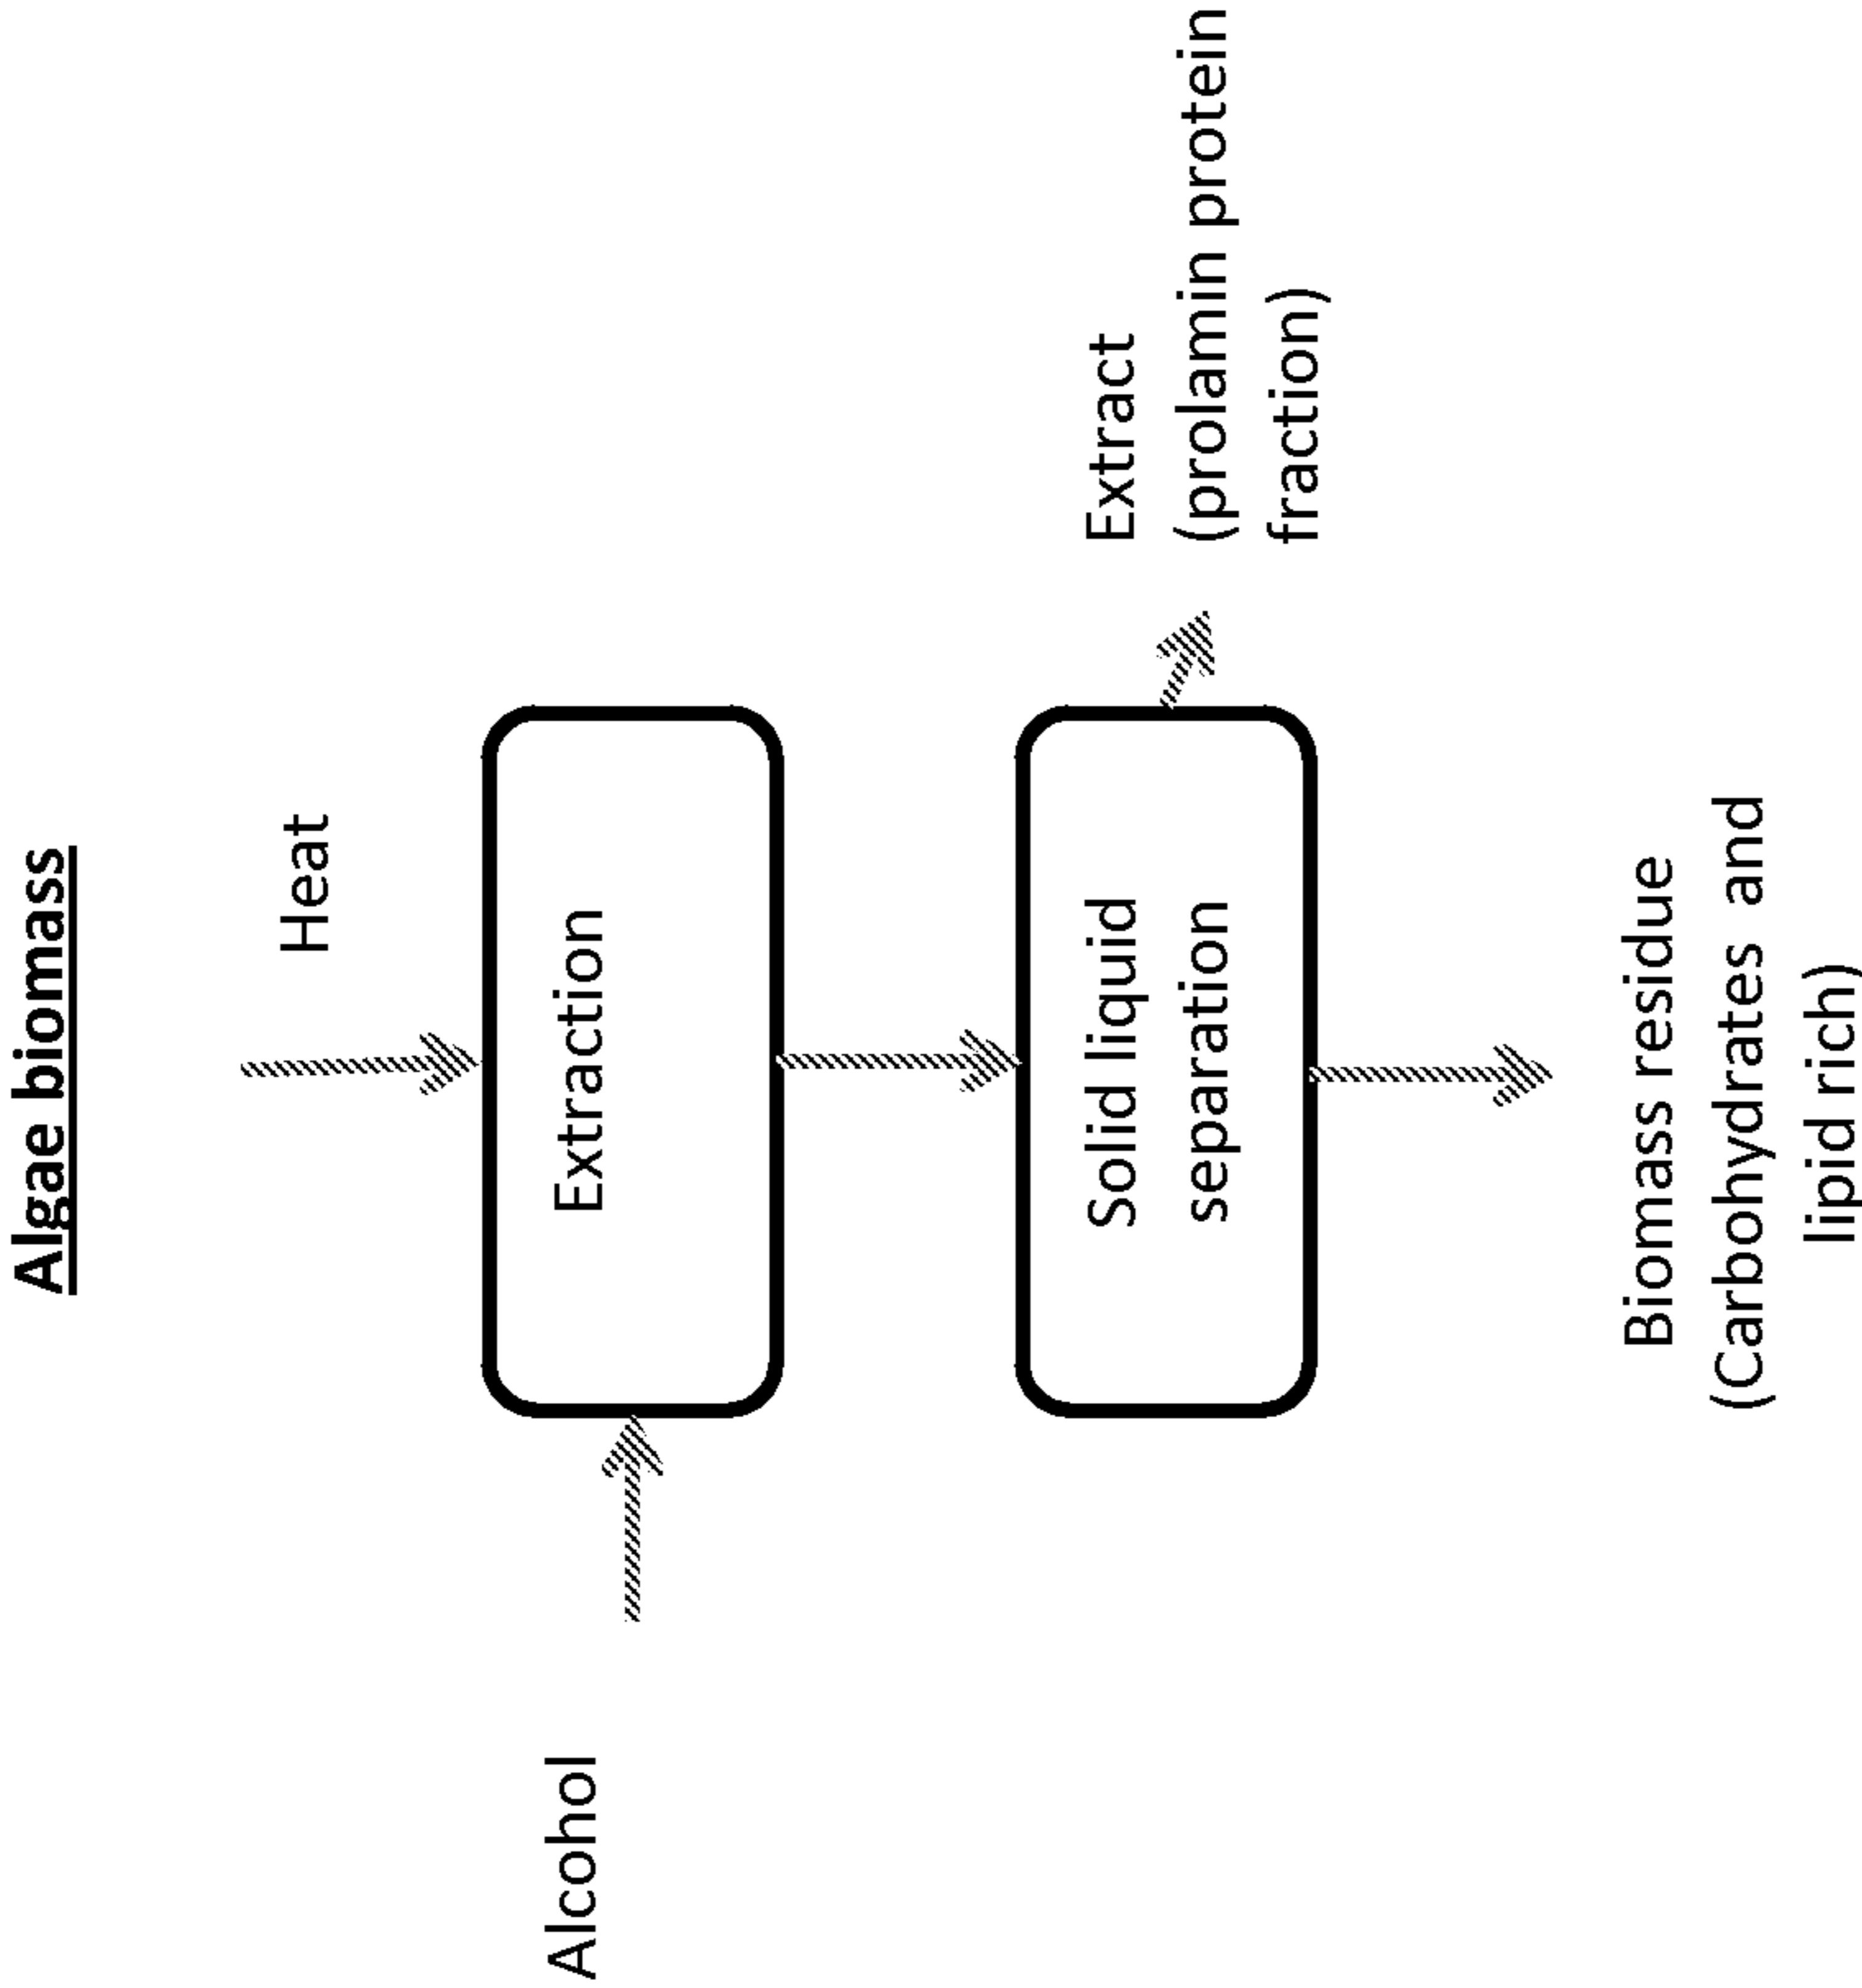 Algae biomass
Heat
Alcohol
Extraction
Solid liquid
separation
Extract
(prolamin protein
fraction)
Biomass residue
(Carbohydrates and
lipid rich)